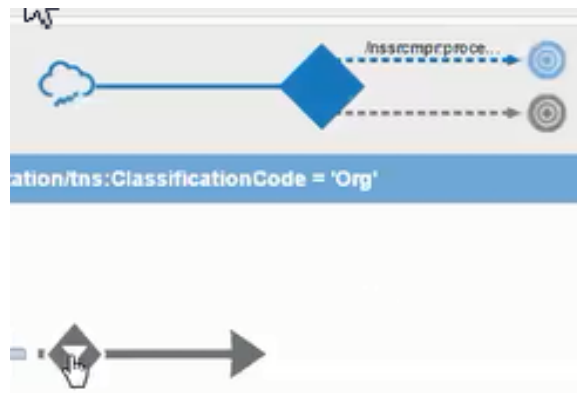 /nssrcmpr:proce...
ation/tns:ClassificationCode = 'Org'